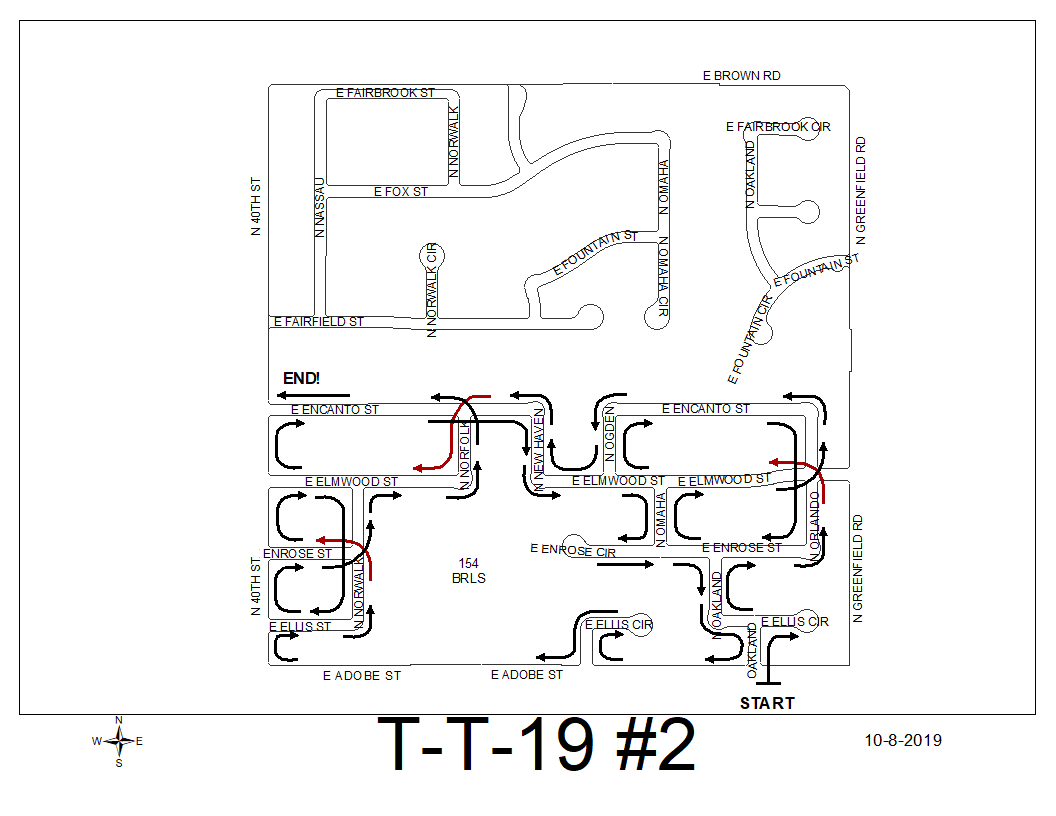 E BROWN RD
E FAIRBROOK ST
N NORWALK
E FAIRBROOK CIR
N OAKLAND
N GREENFIELD RD
N 40TH ST
N NASSAU
E FOX ST
N OMAHA
E FOUNTAIN ST
N OMAHA CIR
N NORWALK CIR
E FOUNTAIN ST
E FOUNTAIN CIR
E FAIRFIELD ST
END!
E ENCANTO ST
N NORFOLK
N NEW HAVEN
N OGDEN
E ENCANTO ST
E ELMWOOD ST
E ELMWOOD ST
E ELMWOOD ST
N OMAHA
N ORLANDO
N GREENFIELD RD
ENROSE ST
E ENROSE CIR
E ENROSE ST
N 40TH ST
N NORWALK
154
BRLS
N OAKLAND
E ELLIS ST
E ELLIS CIR
E ELLIS CIR
OAKLAND
E ADOBE ST
E ADOBE ST
START
T-T-19 #2
10-8-2019
N
W
E
S